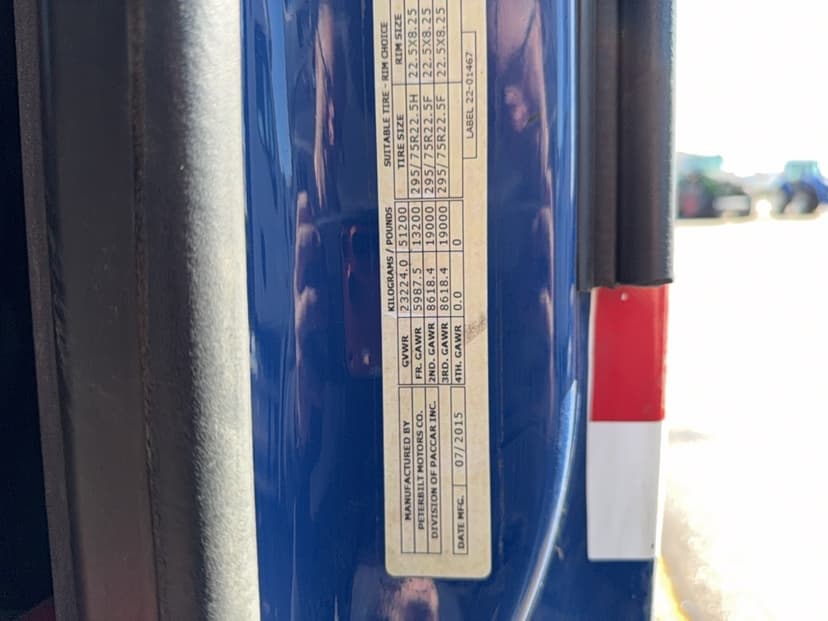 MANUFACTURED BY
PETERBILT MOTORS CO.
DIVISION OF PACCAR INC.
DATE MFG. 07/2015
KILOGRAMS / POUNDS
SUITABLE TIRE - RIM CHOICE
TIRE SIZE RIM SIZE
GVWR 23224.0 51200
FR. GAWR 5987.5 13200 295/75R22.5H 22.5X8.25
2ND. GAWR 8618.4 19000 295/75R22.5F 22.5X8.25
3RD. GAWR 8618.4 19000 295/75R22.5F 22.5X8.25
4TH. GAWR 0.0 0
LABEL 22-01467